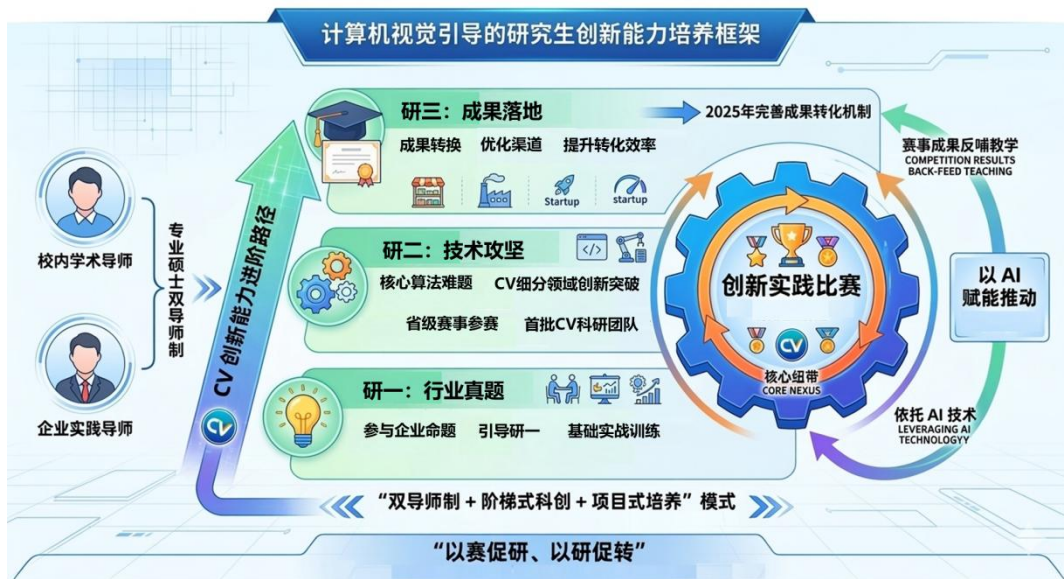 计算机视觉引导的研究生创新能力培养框架
研三：成果落地
2025年完善成果转化机制
成果转换 优化渠道 提升转化效率
Startup
startup
赛事成果反哺教学
COMPETITION RESULTS
BACK-FEED TEACHING
校内学术导师
专业硕士双导师制
企业实践导师
CV 创新能力进阶路径
CV
研二：技术攻坚
</>
核心算法难题 CV细分领域创新突破
省级赛事参赛 首批CV科研团队
创新实践比赛
CV
核心纽带
CORE NEXUS
以 AI
赋能推动
研一：行业真题
参与企业命题 引导研一 基础实战训练
依托 AI 技术
LEVERAGING AI
TECHNOLOGYY
“双导师制 + 阶梯式科创 + 项目式培养” 模式
“以赛促研、以研促转”